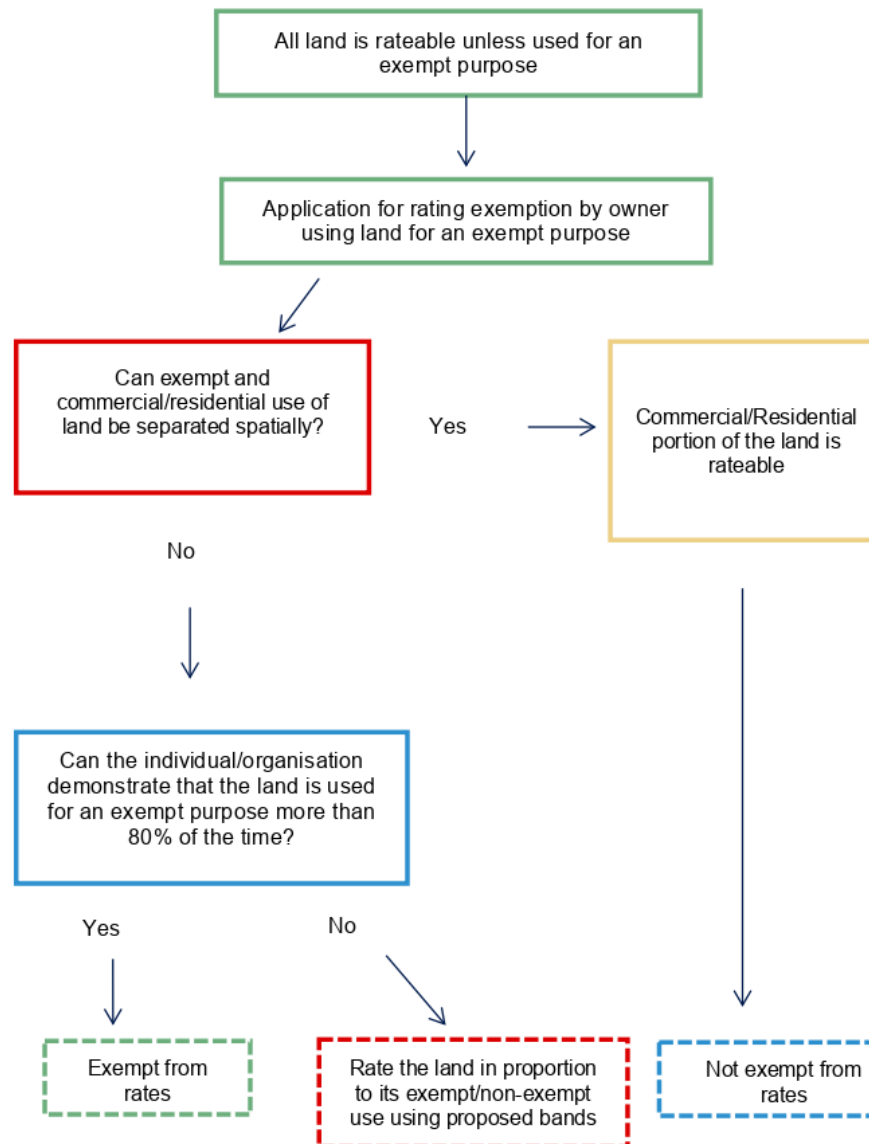 All land is rateable unless used for an
exempt purpose
Application for rating exemption by owner
using land for an exempt purpose
Can exempt and
commercial/residential use of
land be separated spatially?
Yes
Commercial/Residential
portion of the land is
rateable
No
Can the individual/organisation
demonstrate that the land is used
for an exempt purpose more than
80% of the time?
Yes
No
Exempt from
rates
Rate the land in proportion
to its exempt/non-exempt
use using proposed bands
Not exempt from
rates